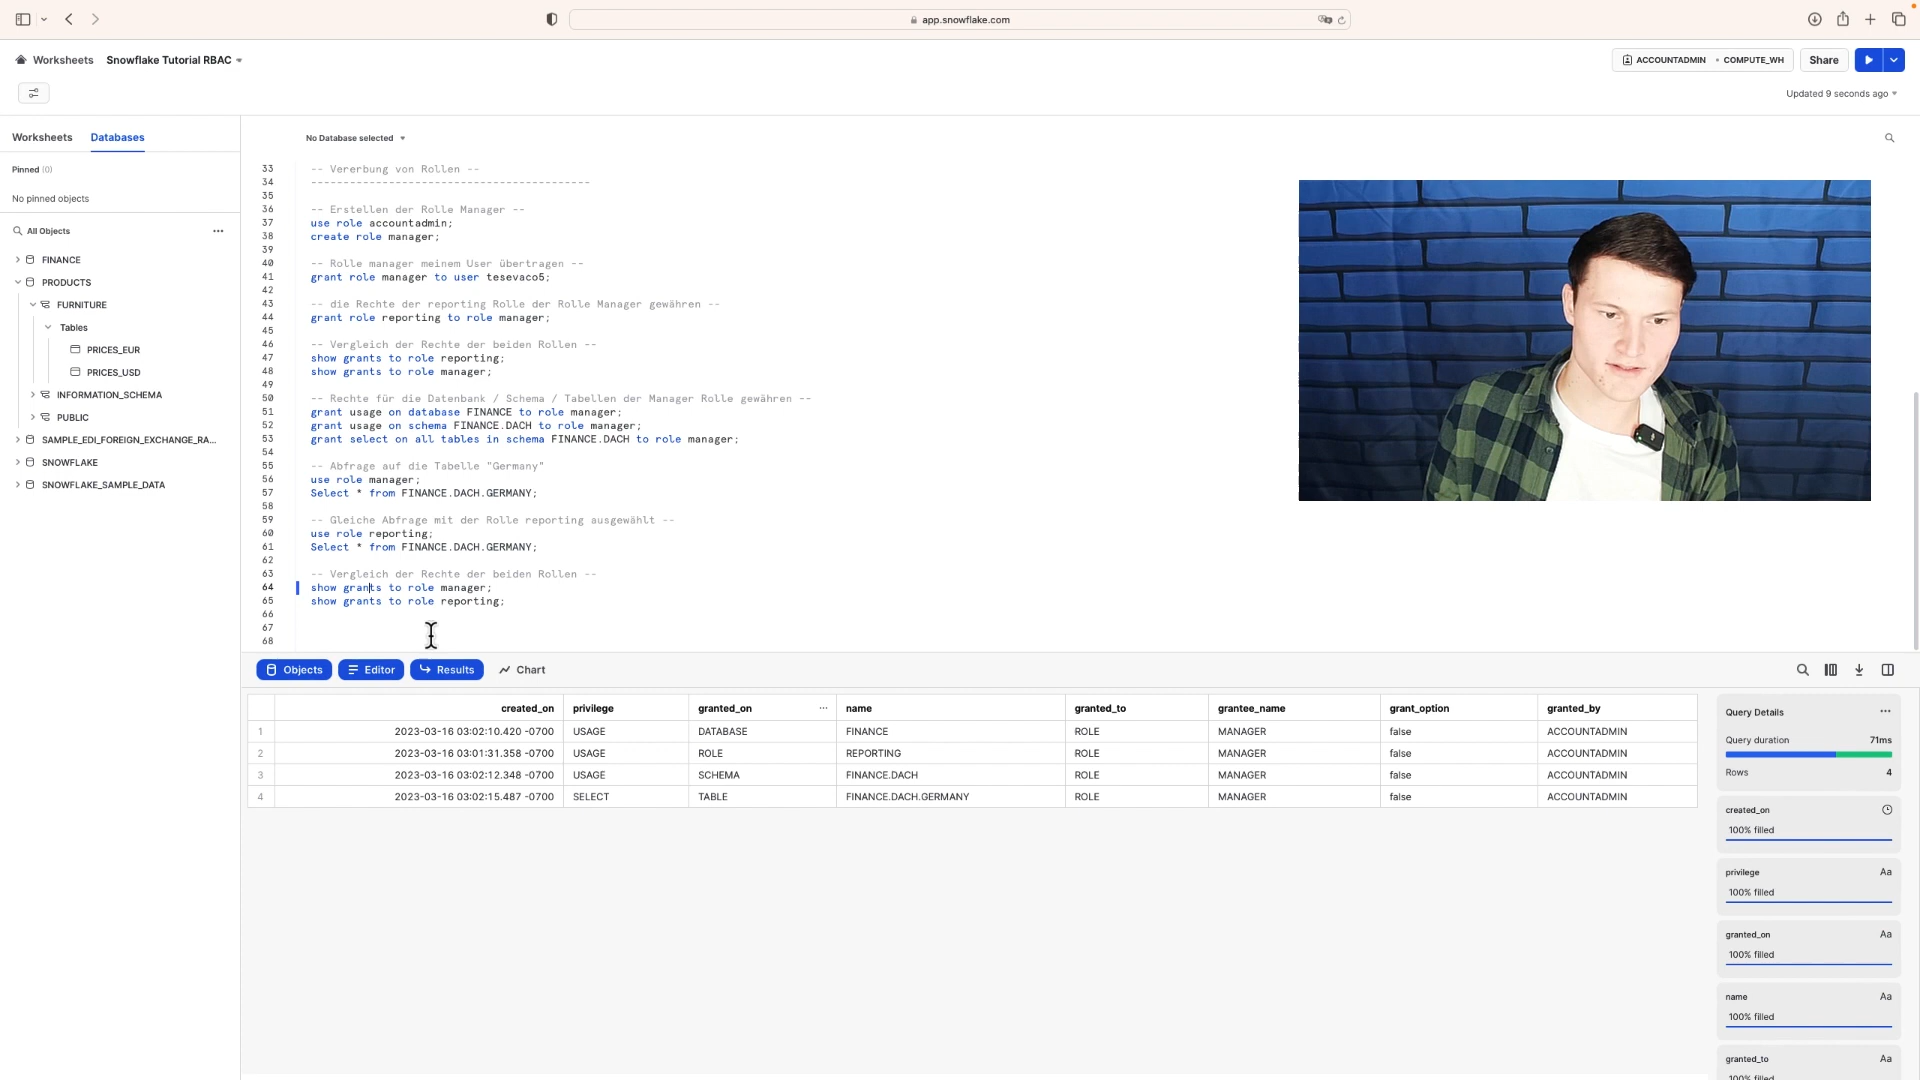 app.snowflake.com
Worksheets Snowflake Tutorial RBAC
ACCOUNTADMIN • COMPUTE_WH Share
Updated 9 seconds ago
Worksheets Databases
No Database selected
Pinned (0)
No pinned objects
All Objects ...
FINANCE
PRODUCTS
FURNITURE
Tables
PRICES_EUR
PRICES_USD
INFORMATION_SCHEMA
PUBLIC
SAMPLE_EDI_FOREIGN_EXCHANGE_RA...
SNOWFLAKE
SNOWFLAKE_SAMPLE_DATA
33 -- Vererbung von Rollen --
34 -------------------------------------------
35
36 -- Erstellen der Rolle Manager --
37 use role accountadmin;
38 create role manager;
39
40 -- Rolle manager meinem User übertragen --
41 grant role manager to user tesevaco5;
42
43 -- die Rechte der reporting Rolle der Rolle Manager gewähren --
44 grant role reporting to role manager;
45
46 -- Vergleich der Rechte der beiden Rollen --
47 show grants to role reporting;
48 show grants to role manager;
49
50 -- Rechte für die Datenbank / Schema / Tabellen der Manager Rolle gewähren --
51 grant usage on database FINANCE to role manager;
52 grant usage on schema FINANCE.DACH to role manager;
53 grant select on all tables in schema FINANCE.DACH to role manager;
54
55 -- Abfrage auf die Tabelle "Germany"
56 use role manager;
57 Select * from FINANCE.DACH.GERMANY;
58
59 -- Gleiche Abfrage mit der Rolle reporting ausgewählt --
60 use role reporting;
61 Select * from FINANCE.DACH.GERMANY;
62
63 -- Vergleich der Rechte der beiden Rollen --
64 show grants to role manager;
65 show grants to role reporting;
66
67
68
Objects Editor Results Chart
created_on privilege granted_on ... name granted_to grantee_name grant_option granted_by
1 2023-03-16 03:02:10.420 -0700 USAGE DATABASE FINANCE ROLE MANAGER false ACCOUNTADMIN
2 2023-03-16 03:01:31.358 -0700 USAGE ROLE REPORTING ROLE MANAGER false ACCOUNTADMIN
3 2023-03-16 03:02:12.348 -0700 USAGE SCHEMA FINANCE.DACH ROLE MANAGER false ACCOUNTADMIN
4 2023-03-16 03:02:15.487 -0700 SELECT TABLE FINANCE.DACH.GERMANY ROLE MANAGER false ACCOUNTADMIN
Query Details ...
Query duration 71ms
Rows 4
created_on
100% filled
privilege Aa
100% filled
granted_on Aa
100% filled
name Aa
100% filled
granted_to Aa
100% filled